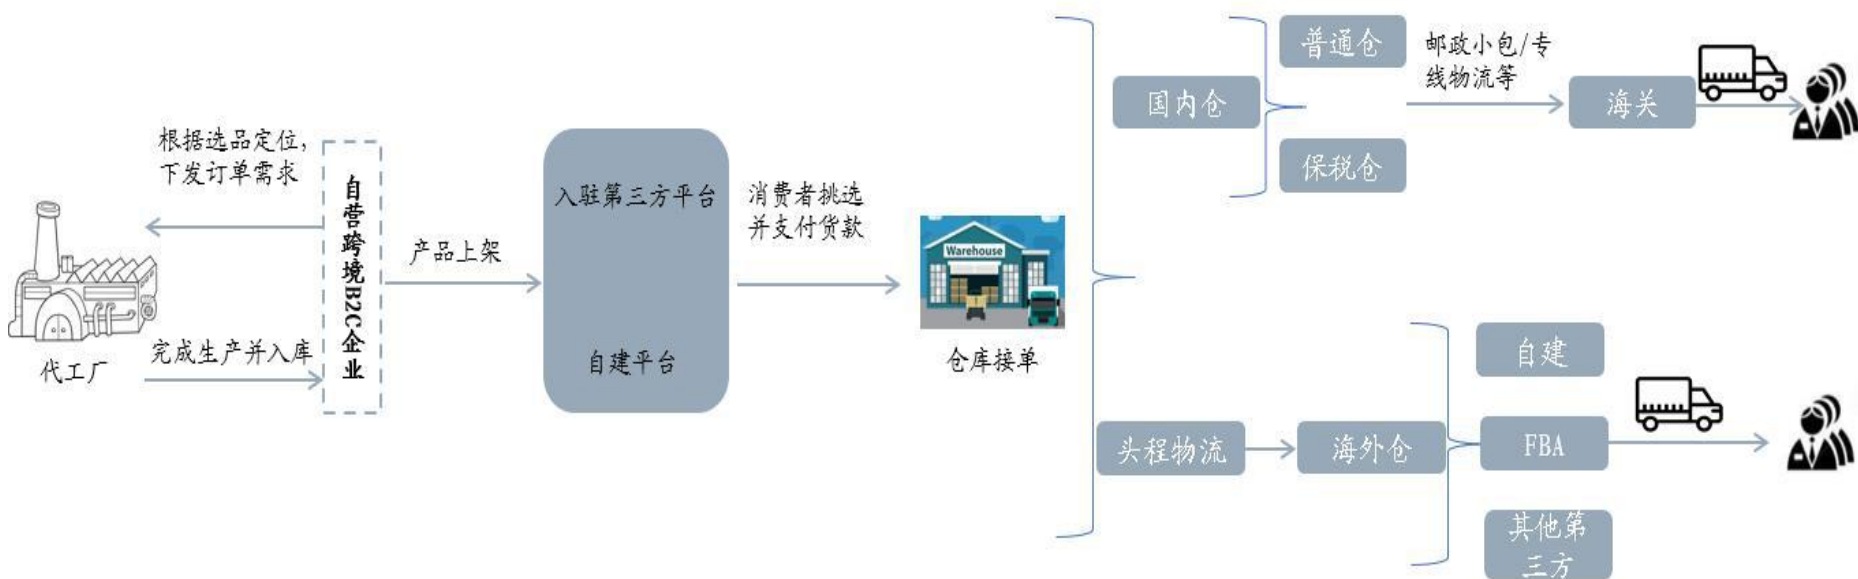 根据选品定位,
下发订单需求
代工厂
完成生产并入库
自营跨境B2C企业
产品上架
入驻第三方平台
自建平台
消费者挑选
并支付货款
Warehouse
仓库接单
国内仓
普通仓
保税仓
邮政小包/专
线物流等
海关
头程物流
海外仓
自建
FBA
其他第
三方